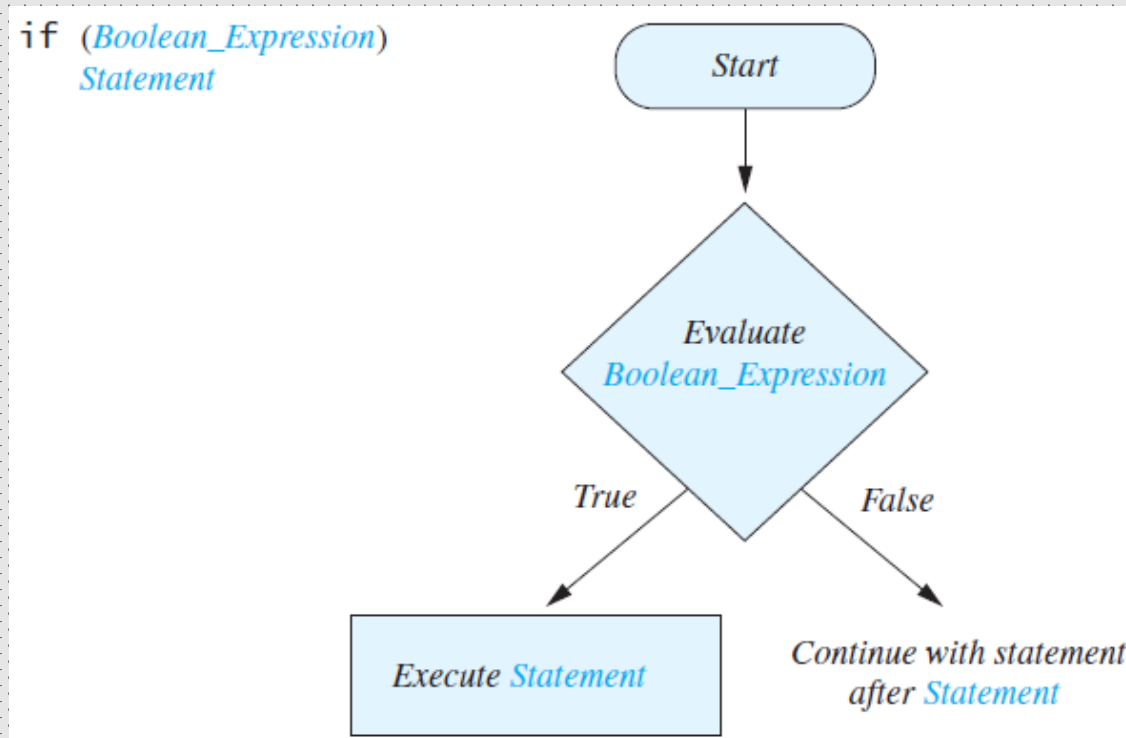 if (Boolean_Expression)
Statement
Start
Evaluate
Boolean_Expression
True
False
Execute Statement
Continue with statement
after Statement